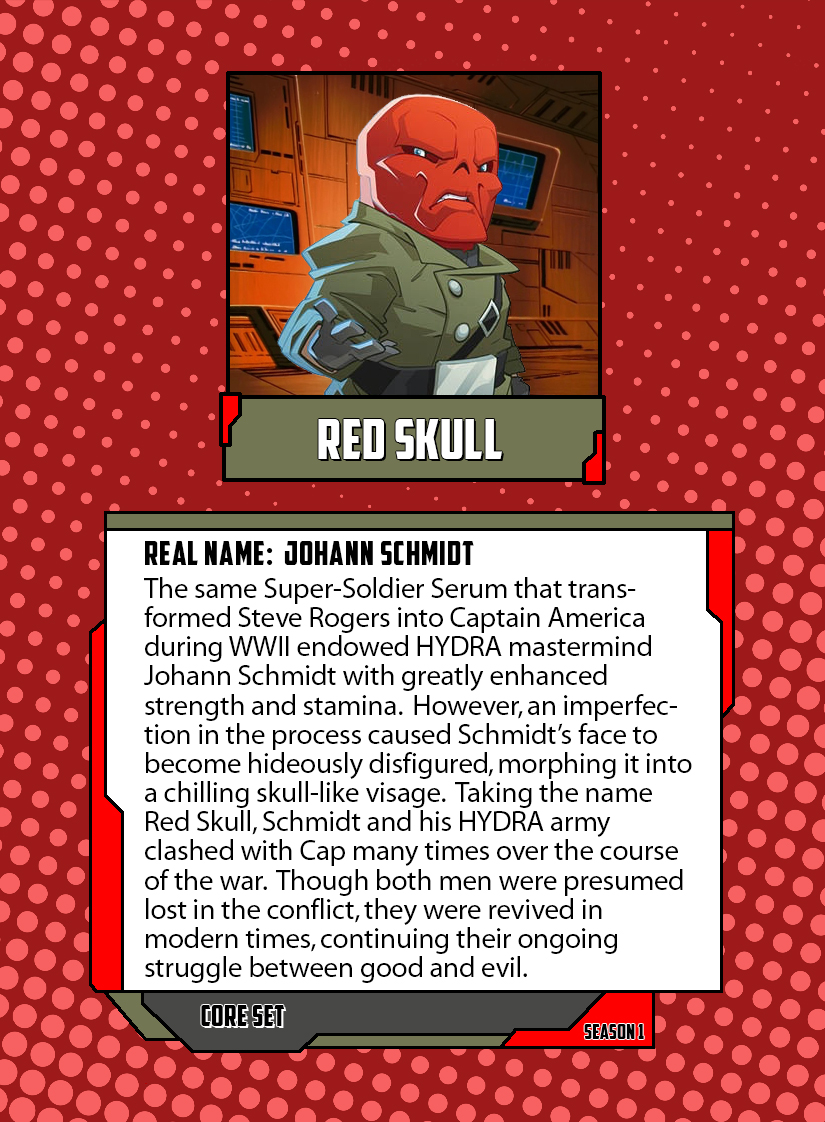 RED SKULL
REAL NAME: JOHANN SCHMIDT
The same Super-Soldier Serum that trans-
formed Steve Rogers into Captain America
during WWII endowed HYDRA mastermind
Johann Schmidt with greatly enhanced
strength and stamina. However, an imperfec-
tion in the process caused Schmidt’s face to
become hideously disfigured, morphing it into
a chilling skull-like visage. Taking the name
Red Skull, Schmidt and his HYDRA army
clashed with Cap many times over the course
of the war. Though both men were presumed
lost in the conflict, they were revived in
modern times, continuing their ongoing
struggle between good and evil.
CORE SET
SEASON 1